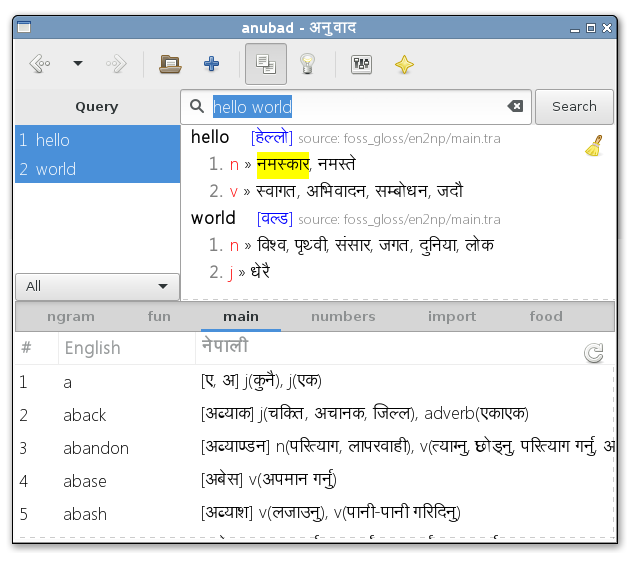 anubad - अनुवाद
Query
hello world
Search
1 hello
2 world
All
hello [हेल्लो] source: foss_gloss/en2np/main.tra
1. n » नमस्कार, नमस्ते
2. v » स्वागत, अभिवादन, सम्बोधन, जदौ
world [वर्ल्ड] source: foss_gloss/en2np/main.tra
1. n » विश्व, पृथ्वी, संसार, जगत, दुनिया, लोक
2. j » धेरै
ngram fun main numbers import food
# English नेपाली
1 a [ए, अ] j(कुनै), j(एक)
2 aback [अब्याक] j(चकित, अचानक, जिल्ल), adverb(एकाएक)
3 abandon [अब्याण्डन] n(परित्याग, लापरवाही), v(त्याग्नु, छोड्नु, परित्याग गर्नु, अ
4 abase [अबेस] v(अपमान गर्नु)
5 abash [अब्याश] v(लजाउनु), v(पानी-पानी गरिदिनु)